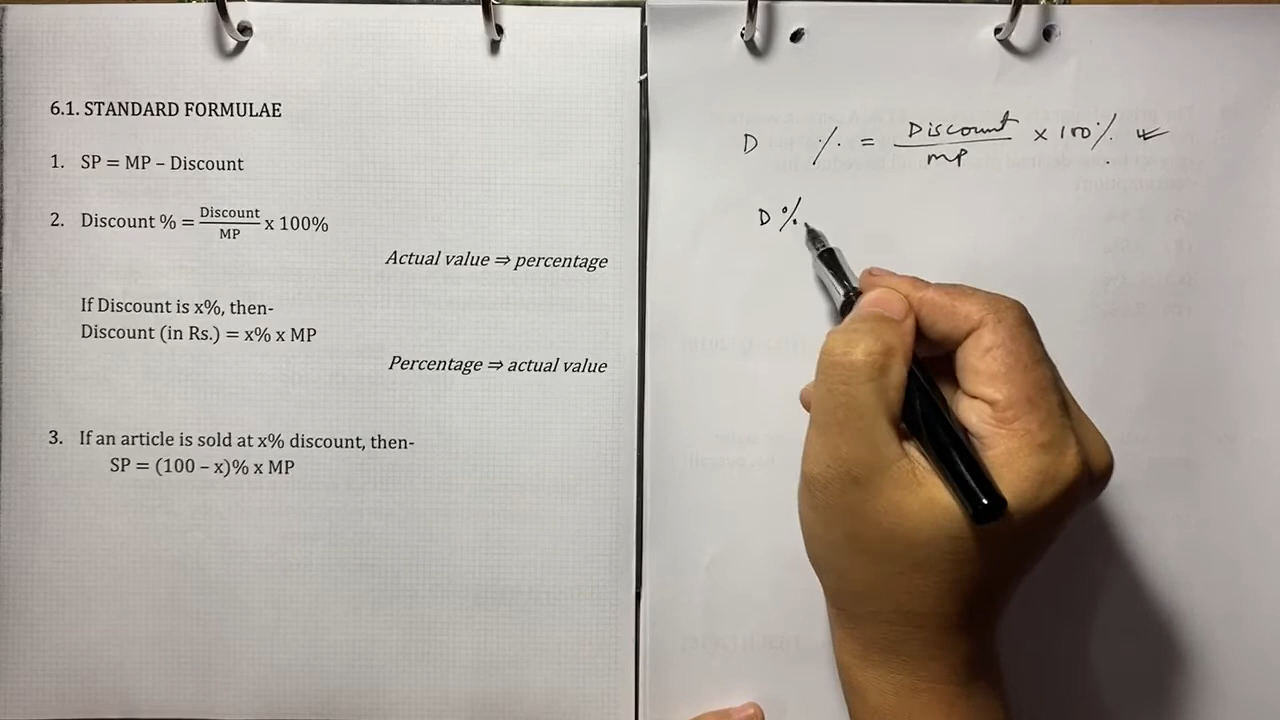 6.1. STANDARD FORMULAE
1. SP = MP – Discount
2. Discount % = Discount/MP x 100%
Actual value ⇒ percentage
If Discount is x%, then-
Discount (in Rs.) = x% x MP
Percentage ⇒ actual value
3. If an article is sold at x% discount, then-
SP = (100 – x)% x MP
D % = Discount/MP × 100%
D %